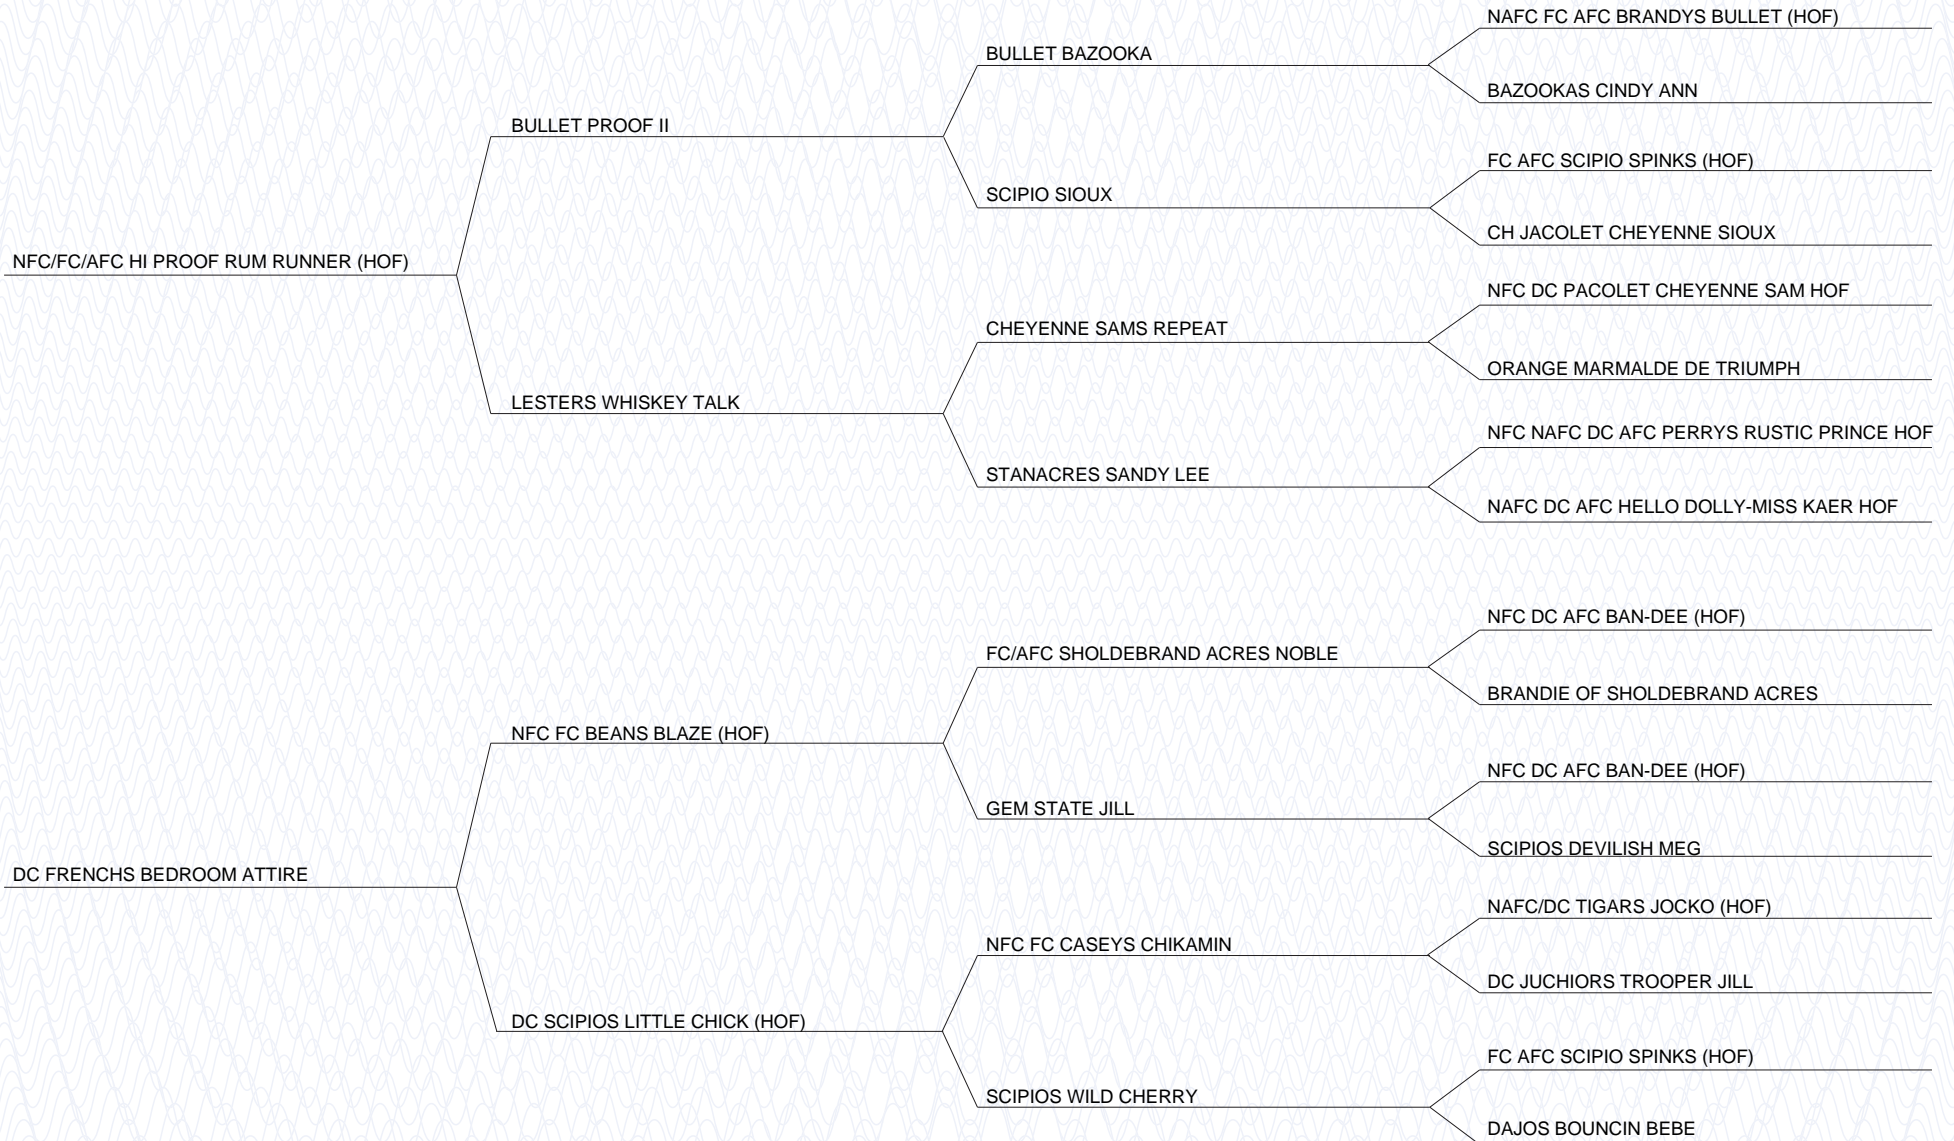 NAFC FC AFC BRANDYS BULLET (HOF)
BULLET BAZOOKA
BAZOOKAS CINDY ANN
BULLET PROOF II
FC AFC SCIPIO SPINKS (HOF)
SCIPIO SIOUX
CH JACOLET CHEYENNE SIOUX
NFC/FC/AFC HI PROOF RUM RUNNER (HOF)
NFC DC PACOLET CHEYENNE SAM HOF
CHEYENNE SAMS REPEAT
ORANGE MARMALDE DE TRIUMPH
LESTERS WHISKEY TALK
NFC NAFC DC AFC PERRYS RUSTIC PRINCE HOF
STANACRES SANDY LEE
NAFC DC AFC HELLO DOLLY-MISS KAER HOF
NFC DC AFC BAN-DEE (HOF)
FC/AFC SHOLDEBRAND ACRES NOBLE
BRANDIE OF SHOLDEBRAND ACRES
NFC FC BEANS BLAZE (HOF)
NFC DC AFC BAN-DEE (HOF)
GEM STATE JILL
SCIPIOS DEVILISH MEG
DC FRENCHS BEDROOM ATTIRE
NAFC/DC TIGARS JOCKO (HOF)
NFC FC CASEYS CHIKAMIN
DC JUCHIORS TROOPER JILL
DC SCIPIOS LITTLE CHICK (HOF)
FC AFC SCIPIO SPINKS (HOF)
SCIPIOS WILD CHERRY
DAJOS BOUNCIN BEBE